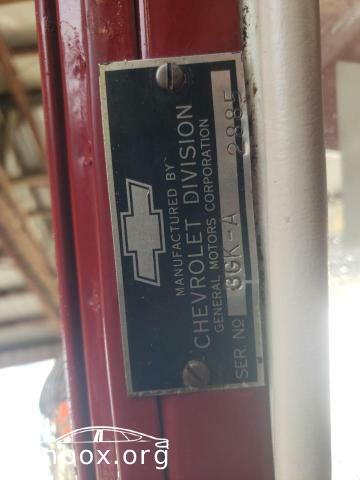 MANUFACTURED BY
CHEVROLET DIVISION
GENERAL MOTORS CORPORATION
SER. NO 3GK-A 2885